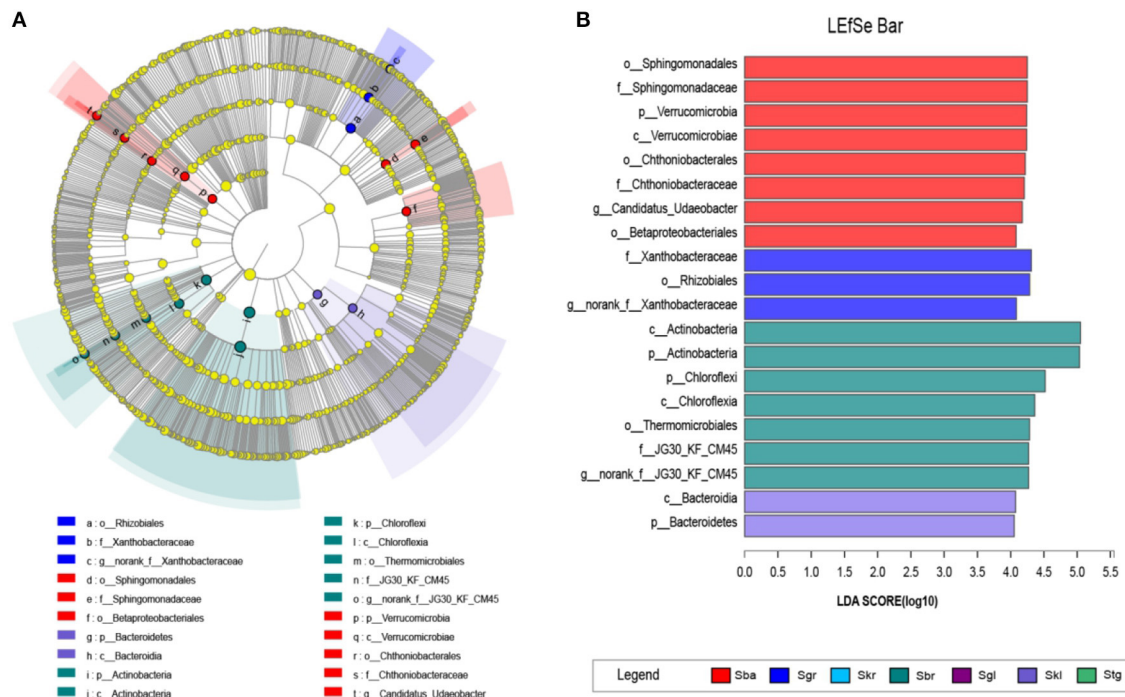 A
c
b
a
t
s
r
q
p
e
d
f
k
l
m
n
o
g
h
i
j
a : o__Rhizobiales
b : f__Xanthobacteraceae
c : g__norank_f__Xanthobacteraceae
d : o__Sphingomonadales
e : f__Sphingomonadaceae
f : o__Betaproteobacteriales
g : p__Bacteroidetes
h : c__Bacteroidia
i : p__Actinobacteria
j : c__Actinobacteria
k : p__Chloroflexi
l : c__Chloroflexia
m : o__Thermomicrobiales
n : f__JG30_KF_CM45
o : g__norank_f__JG30_KF_CM45
p : p__Verrucomicrobia
q : c__Verrucomicrobiae
r : o__Chthoniobacterales
s : f__Chthoniobacteraceae
t : g__Candidatus_Udaeobacter
B
LEfSe Bar
o__Sphingomonadales
f__Sphingomonadaceae
p__Verrucomicrobia
c__Verrucomicrobiae
o__Chthoniobacterales
f__Chthoniobacteraceae
g__Candidatus_Udaeobacter
o__Betaproteobacteriales
f__Xanthobacteraceae
o__Rhizobiales
g__norank_f__Xanthobacteraceae
c__Actinobacteria
p__Actinobacteria
p__Chloroflexi
c__Chloroflexia
o__Thermomicrobiales
f__JG30_KF_CM45
g__norank_f__JG30_KF_CM45
c__Bacteroidia
p__Bacteroidetes
0.0 0.5 1.0 1.5 2.0 2.5 3.0 3.5 4.0 4.5 5.0 5.5
LDA SCORE(log10)
Legend Sba Sgr Skr Sbr Sgl Skl Stg